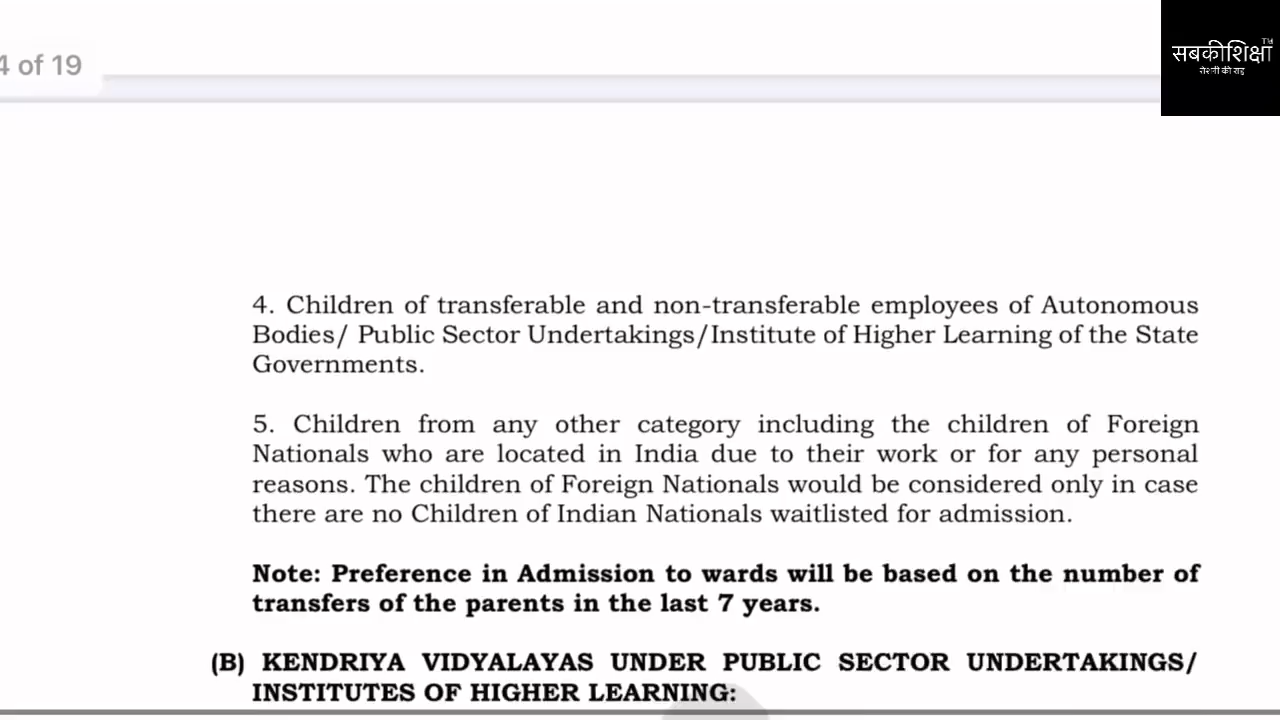 4 of 19
सबकीशिक्षा TM
रोशनी की राह
4. Children of transferable and non-transferable employees of Autonomous
Bodies/ Public Sector Undertakings/Institute of Higher Learning of the State
Governments.
5. Children from any other category including the children of Foreign
Nationals who are located in India due to their work or for any personal
reasons. The children of Foreign Nationals would be considered only in case
there are no Children of Indian Nationals waitlisted for admission.
Note: Preference in Admission to wards will be based on the number of
transfers of the parents in the last 7 years.
(B) KENDRIYA VIDYALAYAS UNDER PUBLIC SECTOR UNDERTAKINGS/
INSTITUTES OF HIGHER LEARNING: